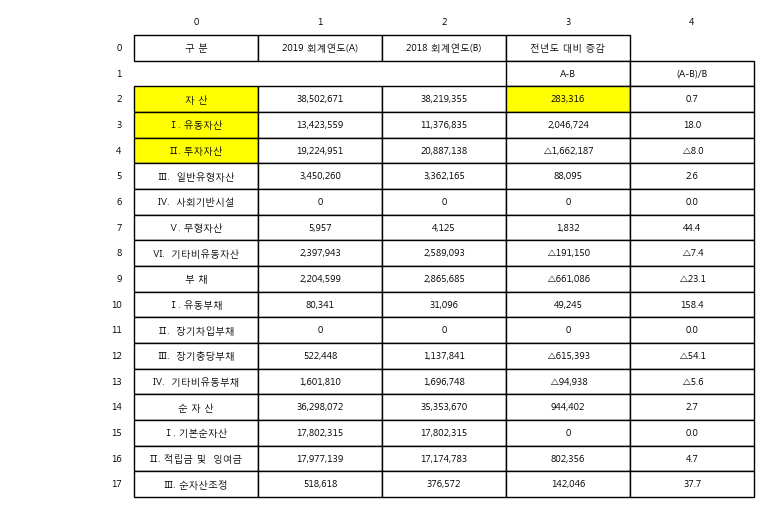 0 1 2 3 4
0 구 분 2019 회계연도(A) 2018 회계연도(B) 전년도 대비 증감
1 A-B (A-B)/B
2 자 산 38,502,671 38,219,355 283,316 0.7
3 Ⅰ. 유동자산 13,423,559 11,376,835 2,046,724 18.0
4 Ⅱ. 투자자산 19,224,951 20,887,138 △1,662,187 △8.0
5 Ⅲ. 일반유형자산 3,450,260 3,362,165 88,095 2.6
6 Ⅳ. 사회기반시설 0 0 0 0.0
7 Ⅴ. 무형자산 5,957 4,125 1,832 44.4
8 Ⅵ. 기타비유동자산 2,397,943 2,589,093 △191,150 △7.4
9 부 채 2,204,599 2,865,685 △661,086 △23.1
10 Ⅰ. 유동부채 80,341 31,096 49,245 158.4
11 Ⅱ. 장기차입부채 0 0 0 0.0
12 Ⅲ. 장기충당부채 522,448 1,137,841 △615,393 △54.1
13 Ⅳ. 기타비유동부채 1,601,810 1,696,748 △94,938 △5.6
14 순 자 산 36,298,072 35,353,670 944,402 2.7
15 Ⅰ. 기본순자산 17,802,315 17,802,315 0 0.0
16 Ⅱ. 적립금 및 잉여금 17,977,139 17,174,783 802,356 4.7
17 Ⅲ. 순자산조정 518,618 376,572 142,046 37.7